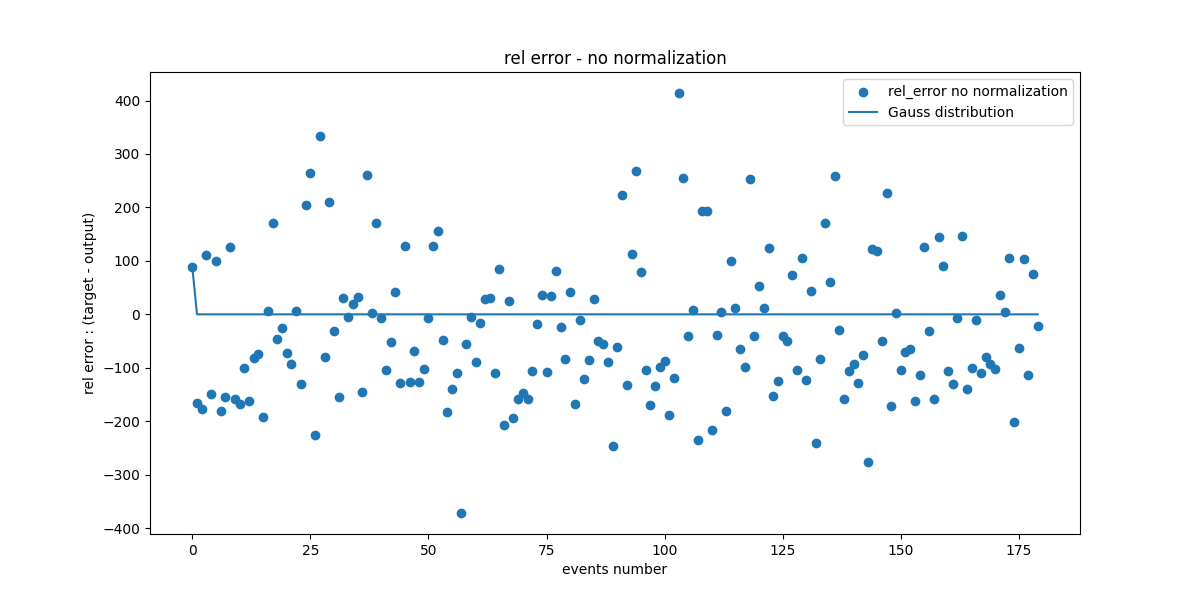 rel error - no normalization
rel_error no normalization
Gauss distribution
rel error : (target - output)
400
300
200
100
0
−100
−200
−300
−400
0 25 50 75 100 125 150 175
events number